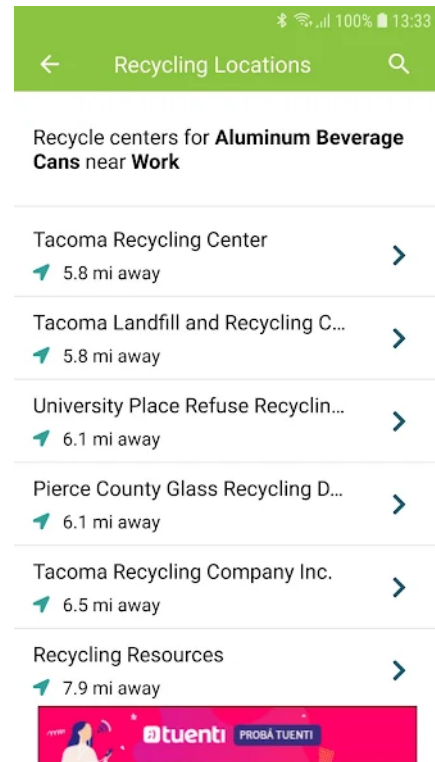 100% 13:33
Recycling Locations
Recycle centers for Aluminum Beverage
Cans near Work
Tacoma Recycling Center
5.8 mi away
Tacoma Landfill and Recycling C...
5.8 mi away
University Place Refuse Recyclin...
6.1 mi away
Pierce County Glass Recycling D...
6.1 mi away
Tacoma Recycling Company Inc.
6.5 mi away
Recycling Resources
7.9 mi away
tuenti PROBÁ TUENTI